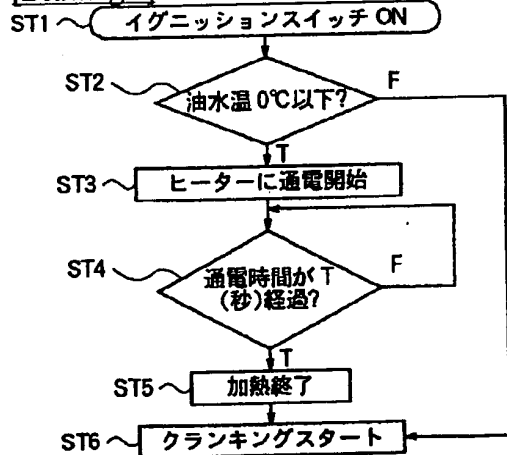 ST1 イグニッションスイッチ ON
ST2
油水温 0℃以下?
F
T
ST3 ヒーターに通電開始
ST4
通電時間が T
(秒)経過?
F
T
ST5 加熱終了
ST6 クランキングスタート